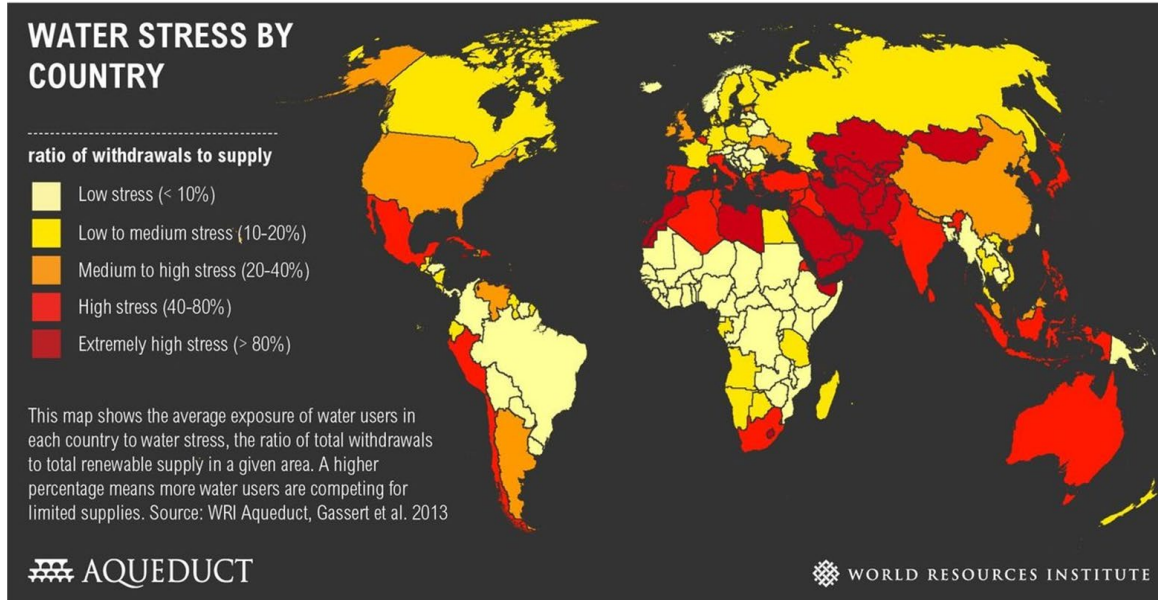 WATER STRESS BY
COUNTRY
ratio of withdrawals to supply
Low stress (< 10%)
Low to medium stress (10-20%)
Medium to high stress (20-40%)
High stress (40-80%)
Extremely high stress (> 80%)
This map shows the average exposure of water users in
each country to water stress, the ratio of total withdrawals
to total renewable supply in a given area. A higher
percentage means more water users are competing for
limited supplies. Source: WRI Aqueduct, Gassert et al. 2013
AQUEDUCT
WORLD RESOURCES INSTITUTE